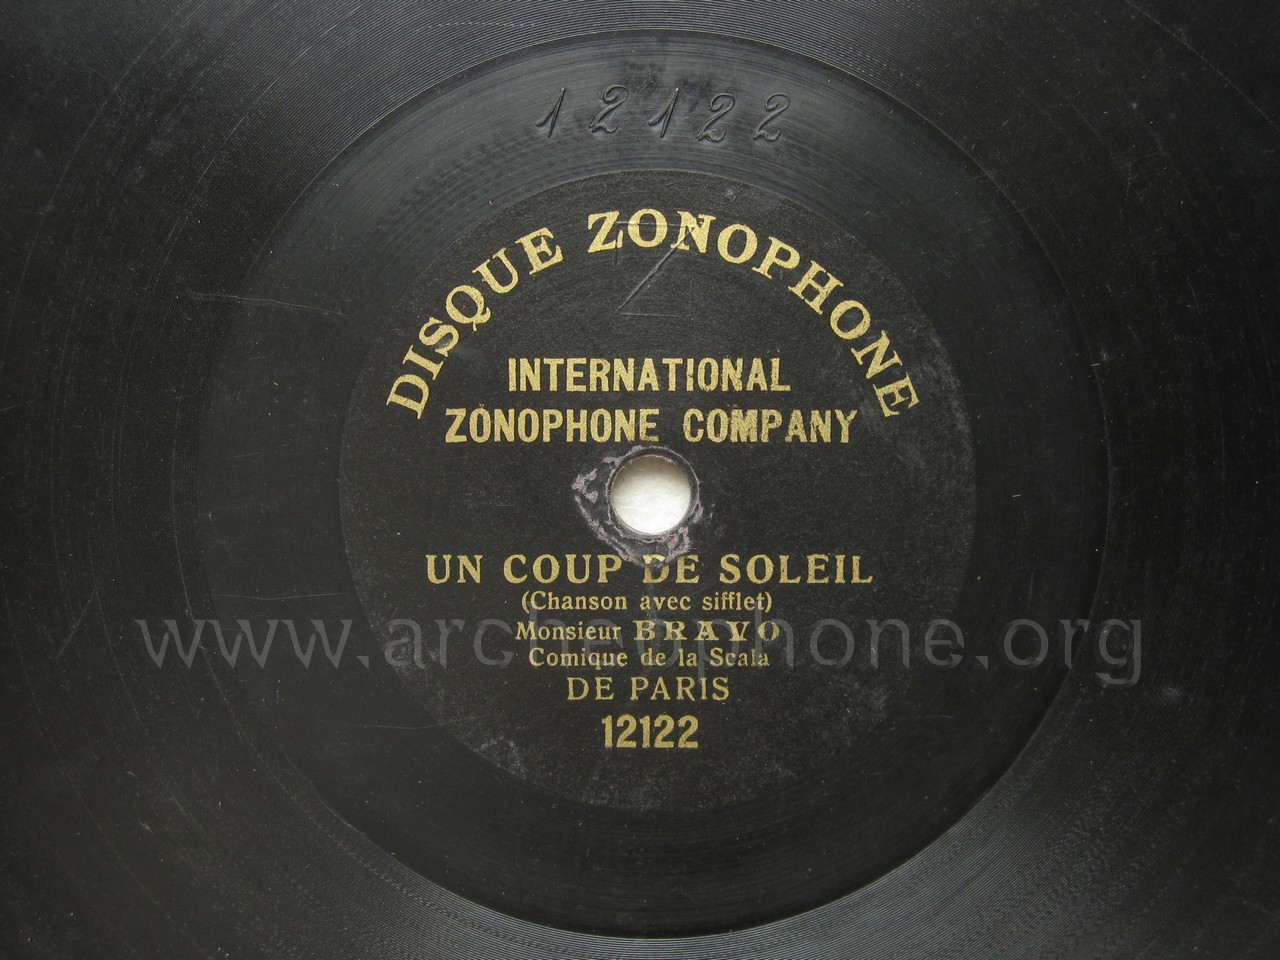 12122
DISQUE ZONOPHONE
INTERNATIONAL
ZONOPHONE COMPANY
UN COUP DE SOLEIL
(Chanson avec sifflet)
Monsieur BRAVO
www.archeophone.org
Comique de la Scala
DE PARIS
12122